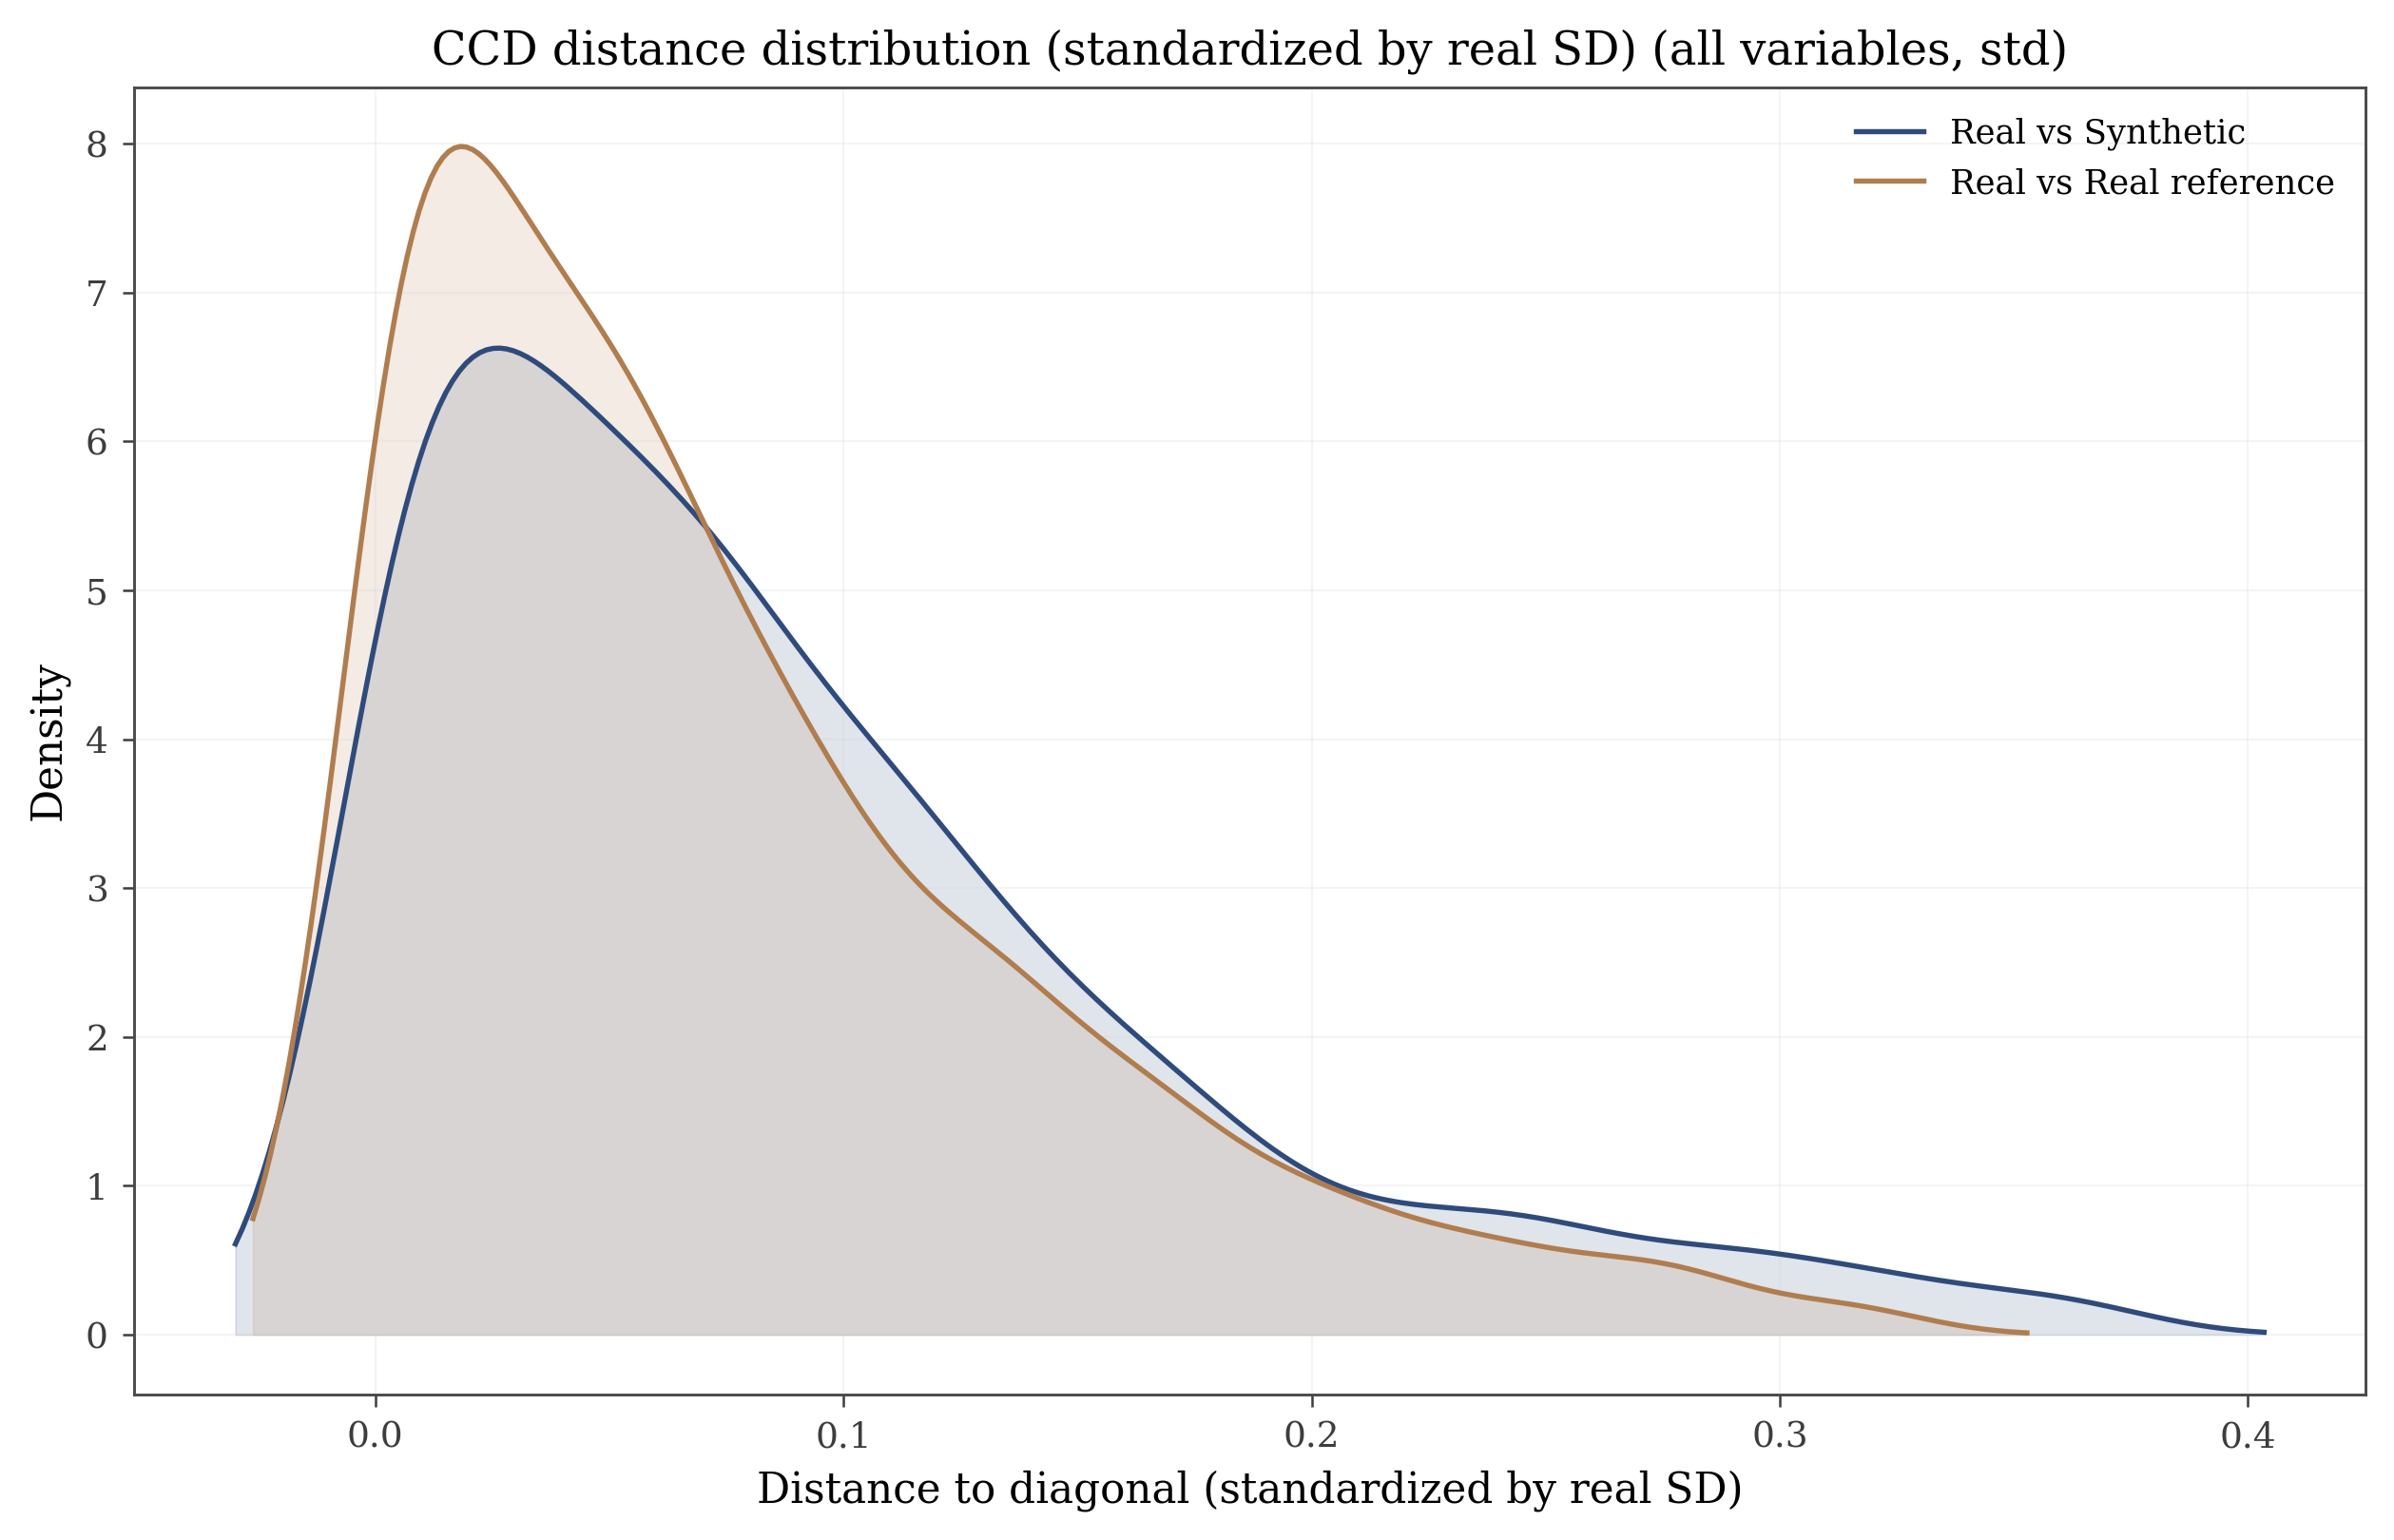 CCD distance distribution (standardized by real SD) (all variables, std)
Real vs Synthetic
Real vs Real reference
Density
8
7
6
5
4
3
2
1
0
0.0 0.1 0.2 0.3 0.4
Distance to diagonal (standardized by real SD)